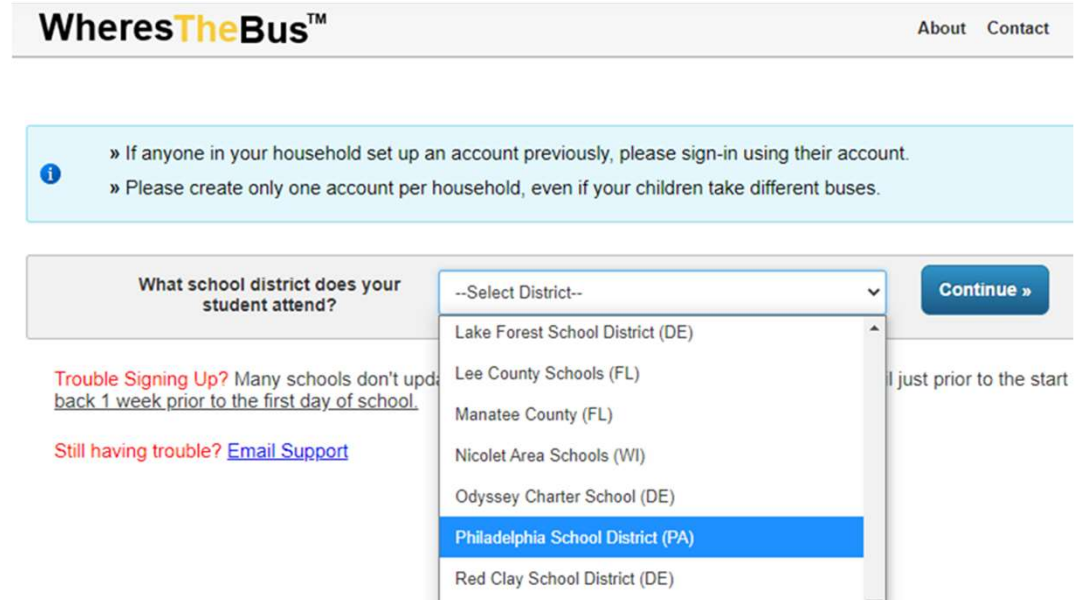 WheresTheBus™
About Contact
» If anyone in your household set up an account previously, please sign-in using their account.
» Please create only one account per household, even if your children take different buses.
What school district does your
student attend?
--Select District--
Continue »
Lake Forest School District (DE)
Lee County Schools (FL)
Manatee County (FL)
Nicolet Area Schools (WI)
Odyssey Charter School (DE)
Philadelphia School District (PA)
Red Clay School District (DE)
Trouble Signing Up? Many schools don't just prior to the start
back 1 week prior to the first day of school.
Still having trouble? Email Support